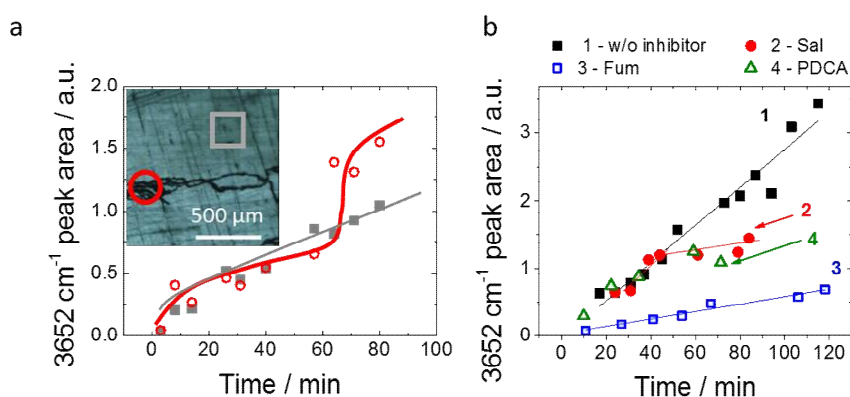 a
3652 cm⁻¹ peak area / a.u.
2.0
1.5
1.0
0.5
0.0
500 µm
0 20 40 60 80 100
Time / min
b
1 - w/o inhibitor 2 - Sal
3 - Fum 4 - PDCA
3652 cm⁻¹ peak area / a.u.
3
2
1
0
1
2
4
3
20 40 60 80 100 120
Time / min